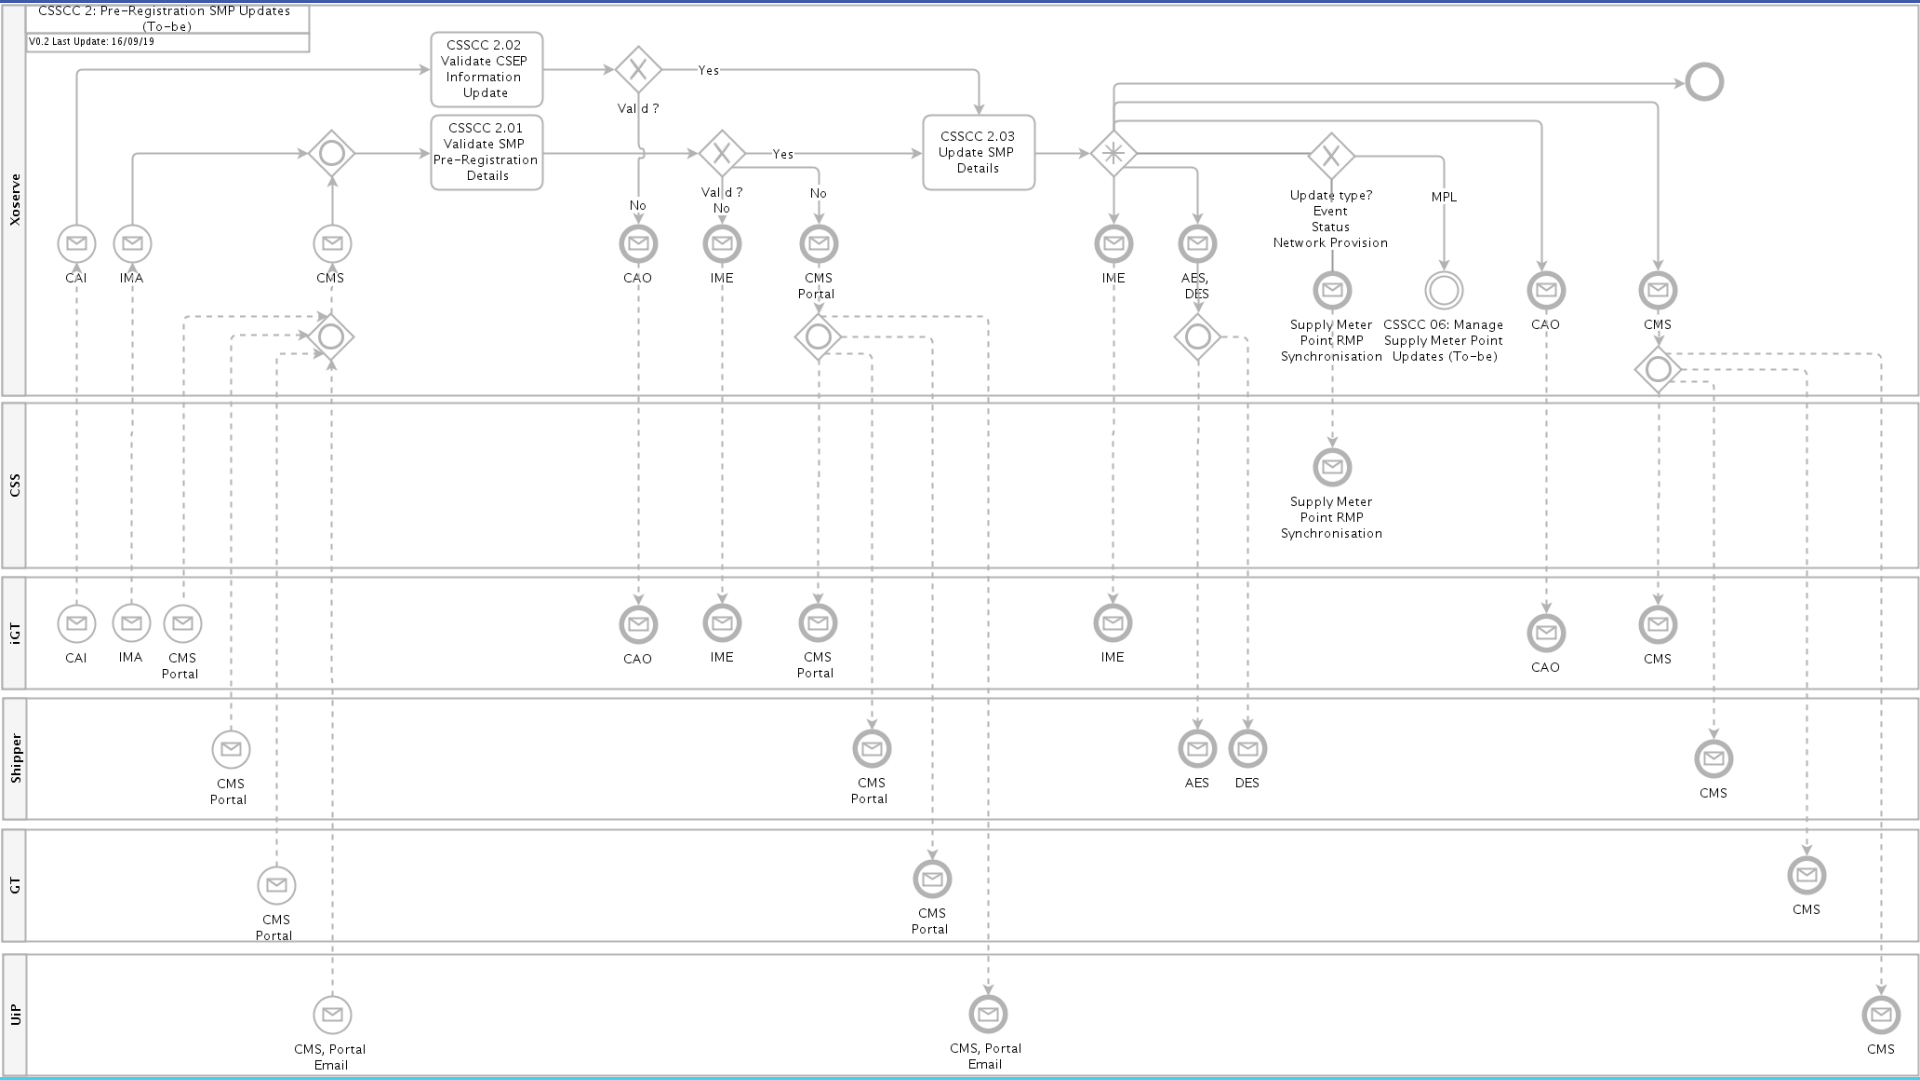 CSSCC 2: Pre-Registration SMP Updates
(To-be)
V0.2 Last Update: 16/09/19
Xoserve
CSSCC 2.02
Validate CSEP
Information
Update
Valid ?
Yes
No
CSSCC 2.01
Validate SMP
Pre-Registration
Details
Valid ?
No
Yes
No
CSSCC 2.03
Update SMP
Details
Update type?
Event
Status
Network Provision
MPL
CAI
IMA
CMS
CAO
IME
CMS
Portal
IME
AES,
DES
Supply Meter
Point RMP
Synchronisation
CSSCC 06: Manage
Supply Meter Point
Updates (To-be)
CAO
CMS
CSS
Supply Meter
Point RMP
Synchronisation
iGT
CAI
IMA
CMS
Portal
CAO
IME
CMS
Portal
IME
CAO
CMS
Shipper
CMS
Portal
CMS
Portal
AES
DES
CMS
GT
CMS
Portal
CMS
Portal
CMS
UiP
CMS, Portal
Email
CMS, Portal
Email
CMS